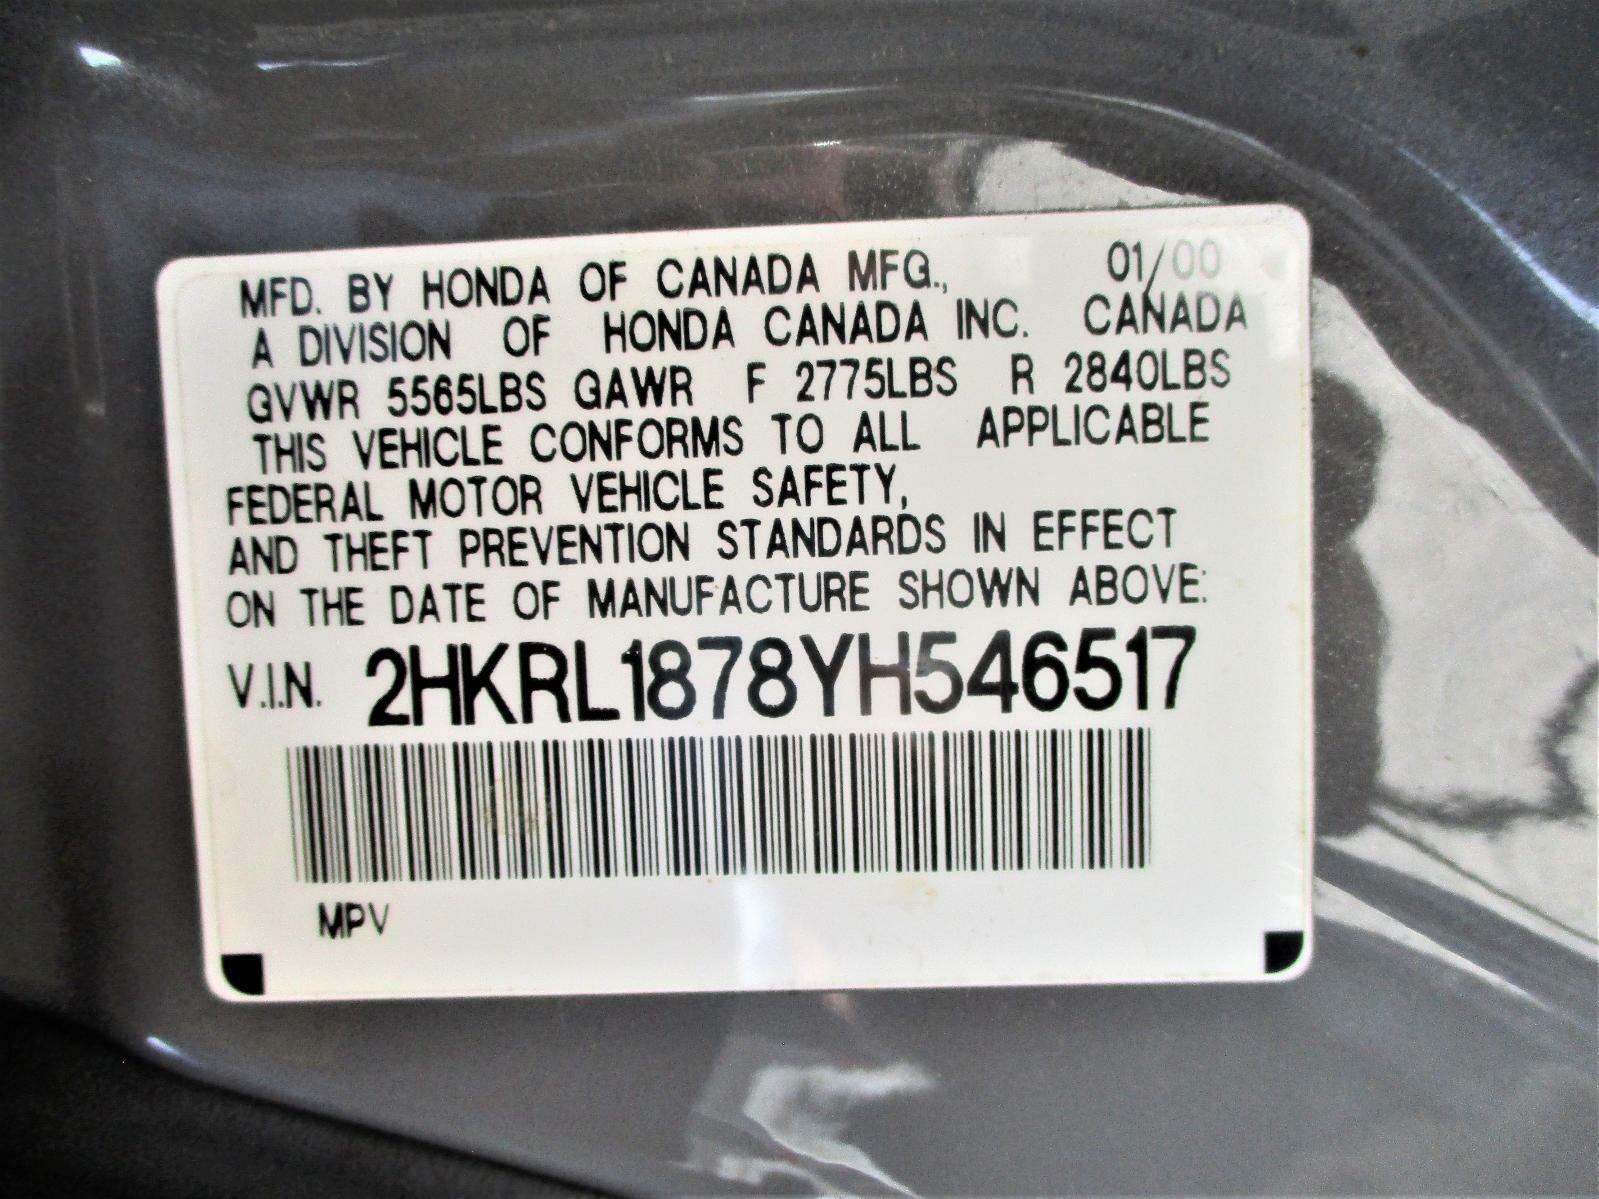 MFD. BY HONDA OF CANADA MFG., 01/00
A DIVISION OF HONDA CANADA INC. CANADA
GVWR 5565LBS GAWR F 2775LBS R 2840LBS
THIS VEHICLE CONFORMS TO ALL APPLICABLE
FEDERAL MOTOR VEHICLE SAFETY,
AND THEFT PREVENTION STANDARDS IN EFFECT
ON THE DATE OF MANUFACTURE SHOWN ABOVE:
V.I.N. 2HKRL1878YH546517
MPV